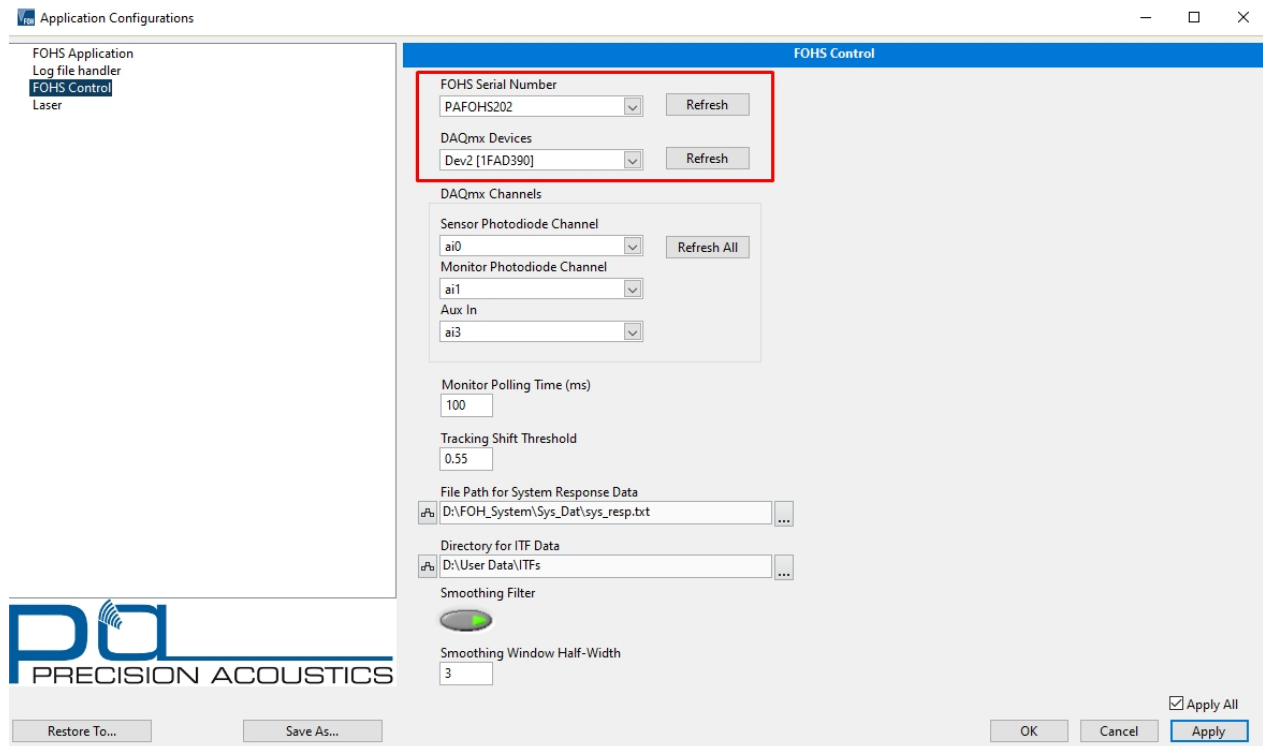 Application Configurations
FOHS Application
Log file handler
FOHS Control
Laser
FOHS Control
FOHS Serial Number
PAFOHS202
Refresh
DAQmx Devices
Dev2 [1FAD390]
Refresh
DAQmx Channels
Sensor Photodiode Channel
ai0
Refresh All
Monitor Photodiode Channel
ai1
Aux In
ai3
Monitor Polling Time (ms)
100
Tracking Shift Threshold
0.55
File Path for System Response Data
D:\FOH_System\Sys_Dat\sys_resp.txt
...
Directory for ITF Data
D:\User Data\ITFs
...
Smoothing Filter
Smoothing Window Half-Width
3
pa
PRECISION ACOUSTICS
Apply All
Restore To...
Save As...
OK
Cancel
Apply